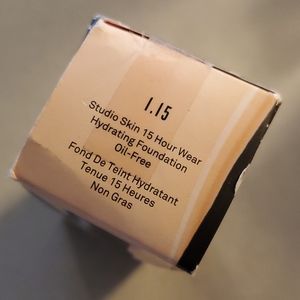 1.15
Studio Skin 15 Hour Wear
Hydrating Foundation
Oil-Free
Fond De Teint Hydratant
Tenue 15 Heures
Non Gras